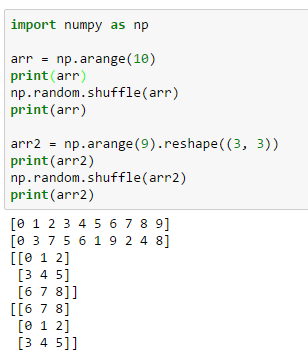 import numpy as np
arr = np.arange(10)
print(arr)
np.random.shuffle(arr)
print(arr)
arr2 = np.arange(9).reshape((3, 3))
print(arr2)
np.random.shuffle(arr2)
print(arr2)
[0 1 2 3 4 5 6 7 8 9]
[0 3 7 5 6 1 9 2 4 8]
[[0 1 2]
 [3 4 5]
 [6 7 8]]
[[6 7 8]
 [0 1 2]
 [3 4 5]]